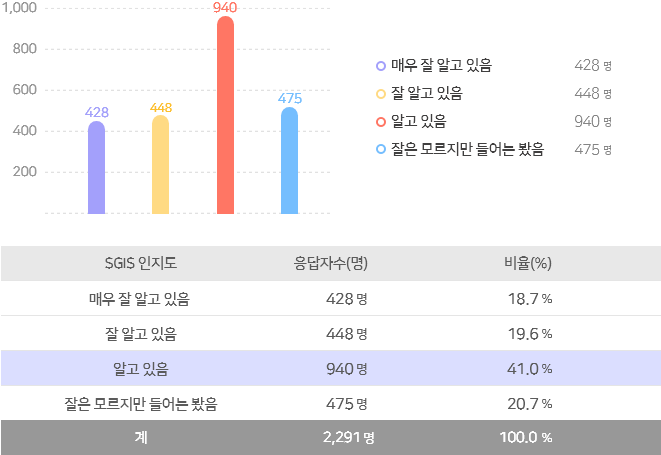 1,000
940
800
600
475
448
428
400
200
매우 잘 알고 있음 428 명
잘 알고 있음 448 명
알고 있음 940 명
잘은 모르지만 들어는 봤음 475 명
SGIS 인지도 응답자수(명) 비율(%)
매우 잘 알고 있음 428 명 18.7 %
잘 알고 있음 448 명 19.6 %
알고 있음 940 명 41.0 %
잘은 모르지만 들어는 봤음 475 명 20.7 %
계 2,291 명 100.0 %